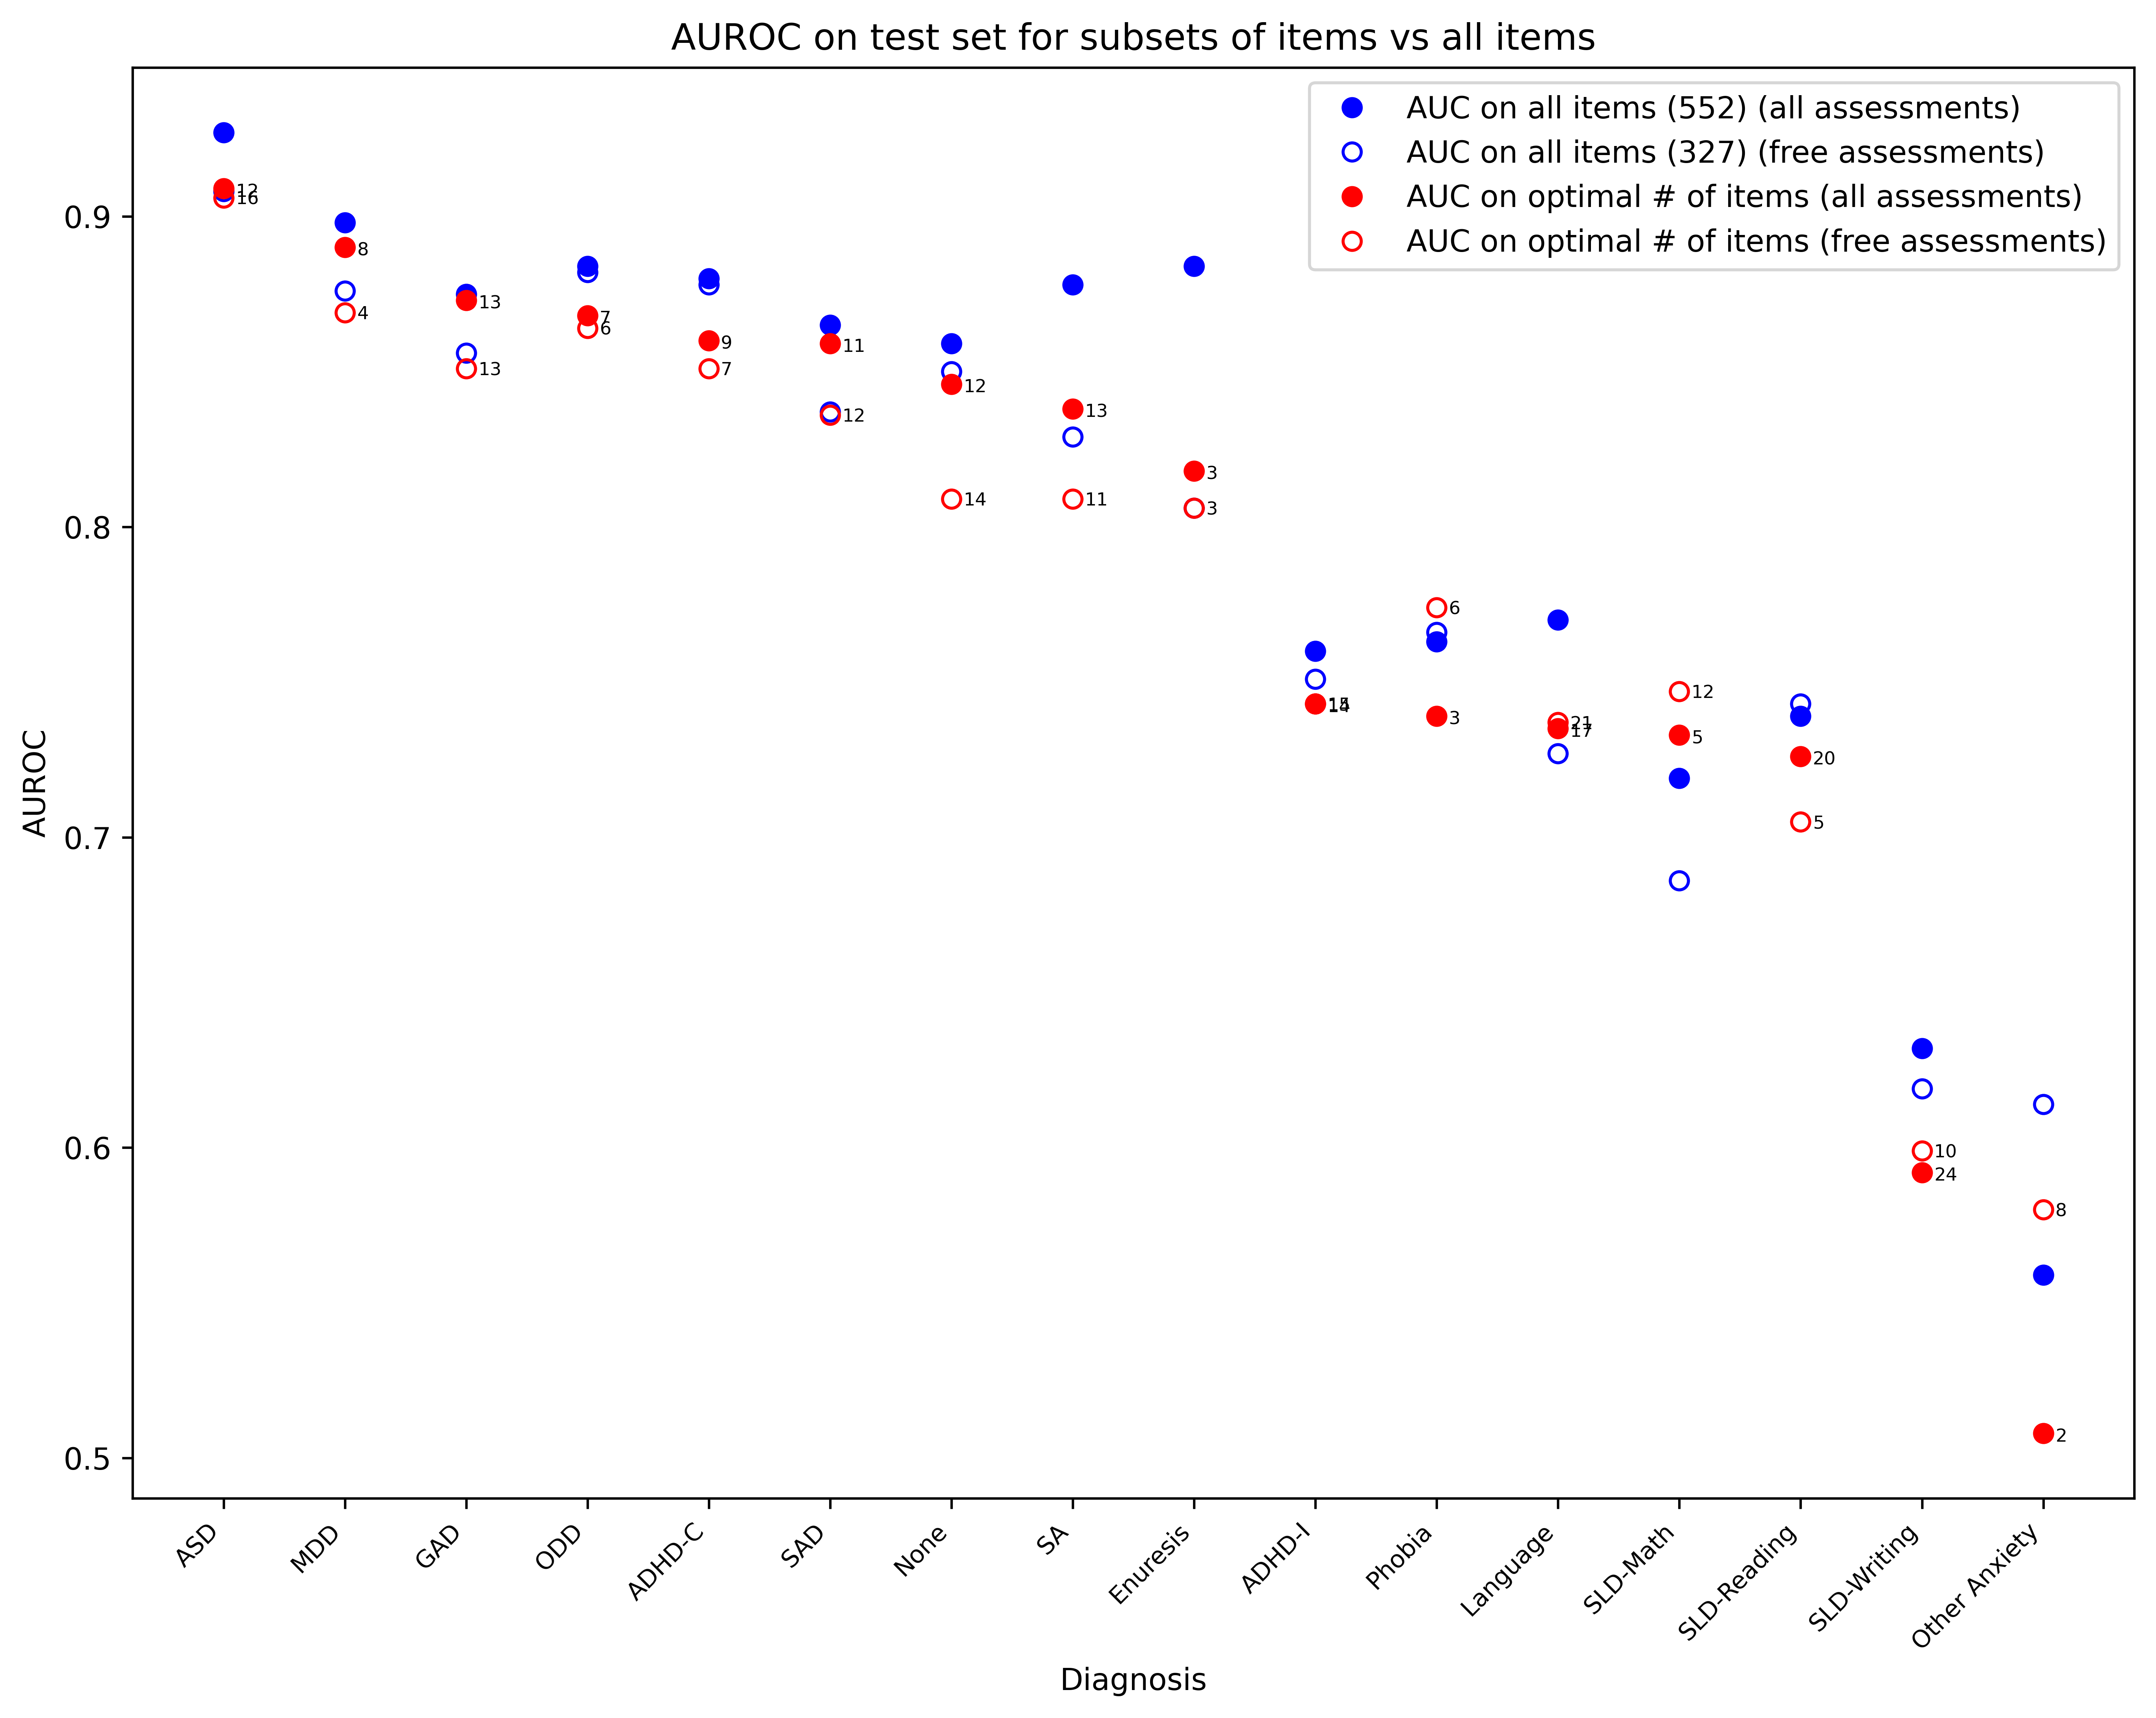 AUROC on test set for subsets of items vs all items
AUC on all items (552) (all assessments)
AUC on all items (327) (free assessments)
AUC on optimal # of items (all assessments)
AUC on optimal # of items (free assessments)
AUROC
0.9
0.8
0.7
0.6
0.5
12
16
8
4
13
13
7
6
9
7
11
12
12
14
13
11
3
3
14
6
3
21
17
12
5
20
5
10
24
8
2
ASD
MDD
GAD
ODD
ADHD-C
SAD
None
SA
Enuresis
ADHD-I
Phobia
Language
SLD-Math
SLD-Reading
SLD-Writing
Other Anxiety
Diagnosis